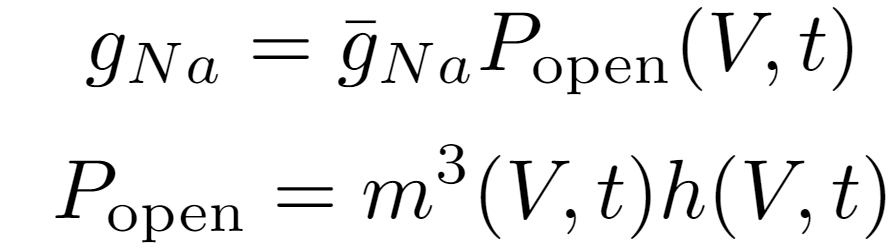 g_{Na} = \bar{g}_{Na} P_{\text{open}}(V, t)
P_{\text{open}} = m^3(V, t)h(V, t)